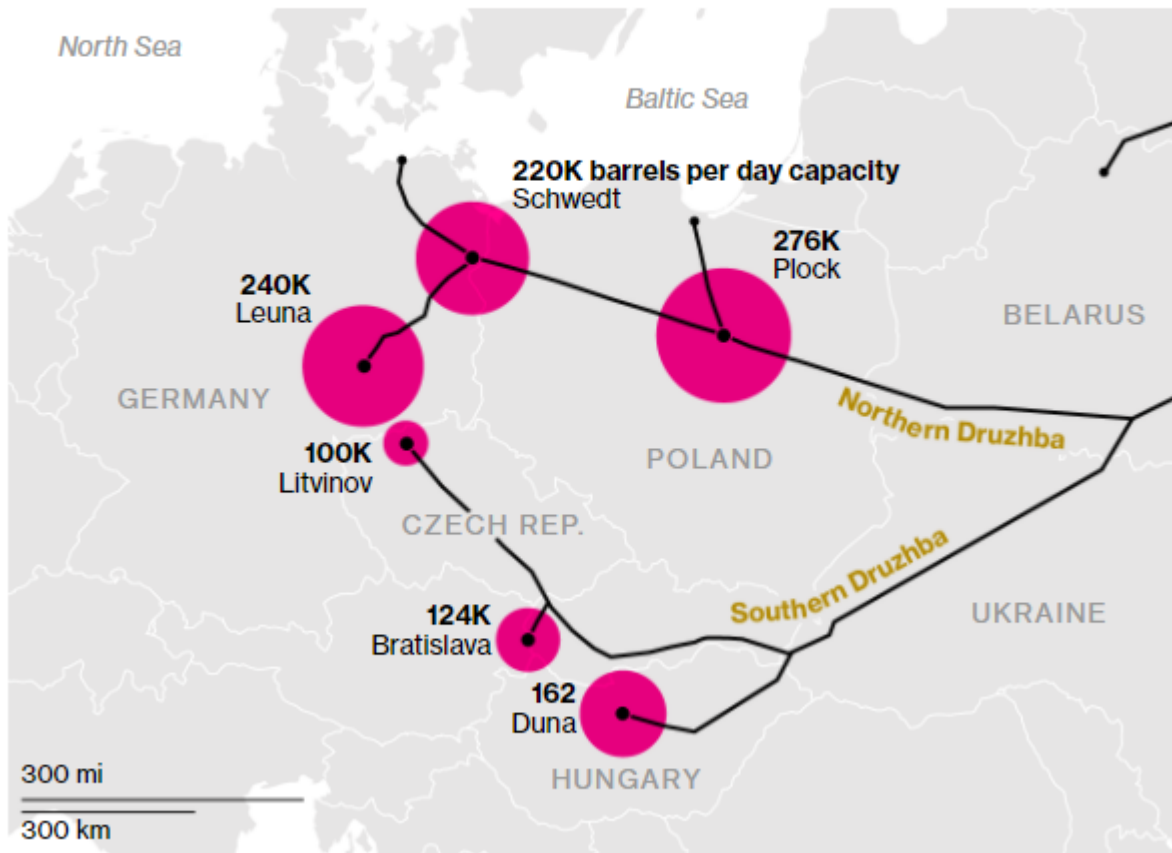 North Sea
Baltic Sea
220K barrels per day capacity
Schwedt
276K
Plock
240K
Leuna
BELARUS
GERMANY
Northern Druzhba
100K
Litvinov
POLAND
CZECH REP.
Southern Druzhba
124K
Bratislava
UKRAINE
162
Duna
HUNGARY
300 mi
300 km